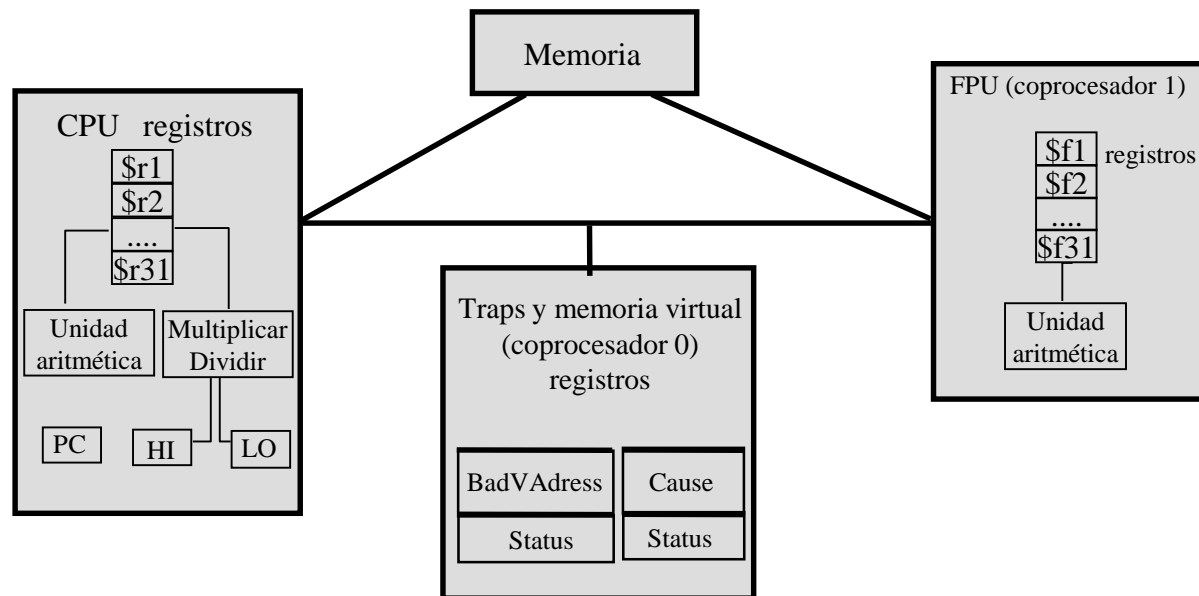 Memoria
CPU registros
$r1
$r2
....
$r31
Unidad
aritmética
Multiplicar
Dividir
PC
HI
LO
Traps y memoria virtual
(coprocesador 0)
registros
BadVAdress
Cause
Status
Status
FPU (coprocesador 1)
$f1
registros
$f2
....
$f31
Unidad
aritmética